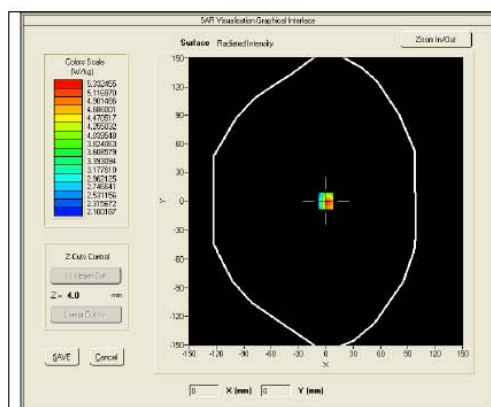 SAR Visualisation Graphical Interface
Surface Radiated Intensity
Zoom In/Out
Colors Scale
(W/kg)
5.332455
5.116970
4.901486
4.686001
4.470517
4.255032
4.039548
3.824063
3.608579
3.393094
3.177610
2.962125
2.746641
2.531156
2.315672
2.100187
Z-Cuts Control
<< Upper Cut
Z = 4.0 mm
Lower Cut >>
SAVE Cancel
150
120
90
60
30
0
-30
-60
-90
-120
-150
Y
-150 -120 -90 -60 -30 0 30 60 90 120 150
X
0 X (mm) 0 Y (mm)